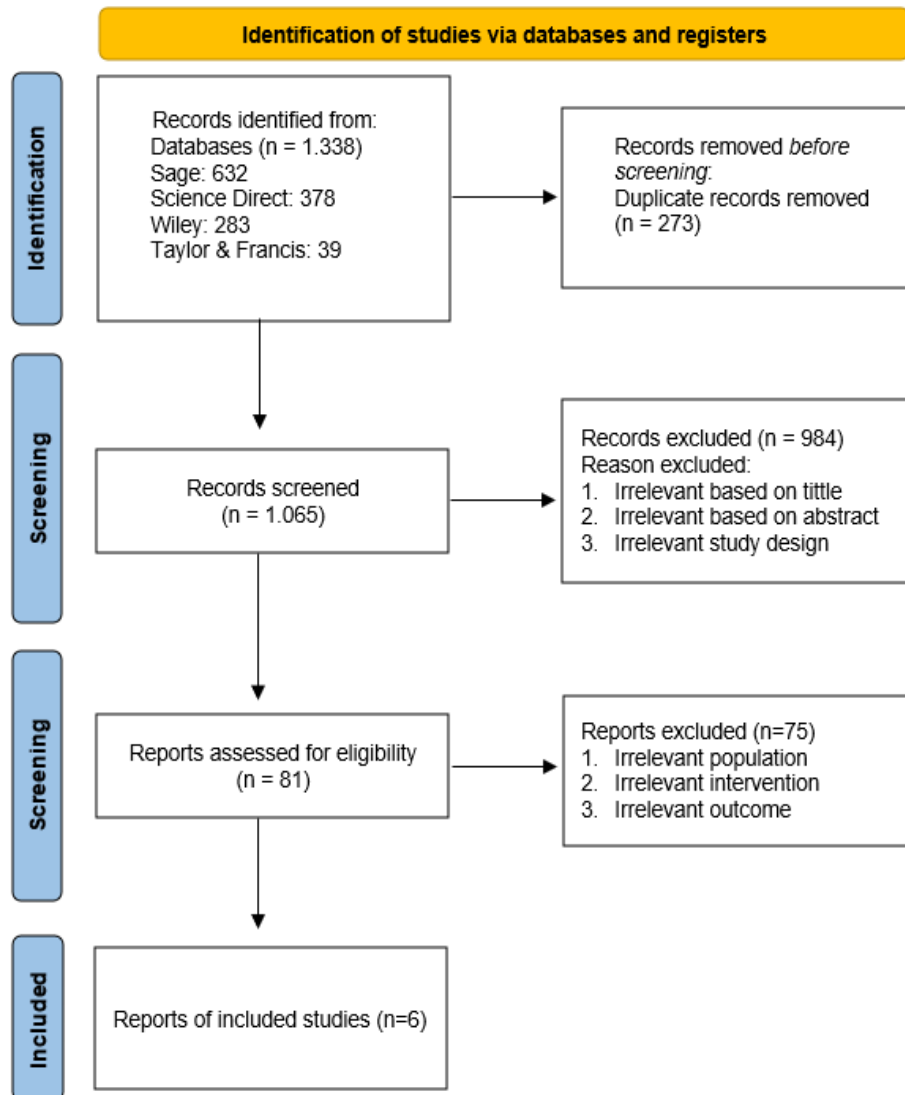 Identification of studies via databases and registers
Identification
Records identified from:
Databases (n = 1.338)
Sage: 632
Science Direct: 378
Wiley: 283
Taylor & Francis: 39
Records removed before
screening:
Duplicate records removed
(n = 273)
Screening
Records screened
(n = 1.065)
Records excluded (n = 984)
Reason excluded:
1. Irrelevant based on tittle
2. Irrelevant based on abstract
3. Irrelevant study design
Screening
Reports assessed for eligibility
(n = 81)
Reports excluded (n=75)
1. Irrelevant population
2. Irrelevant intervention
3. Irrelevant outcome
Included
Reports of included studies (n=6)